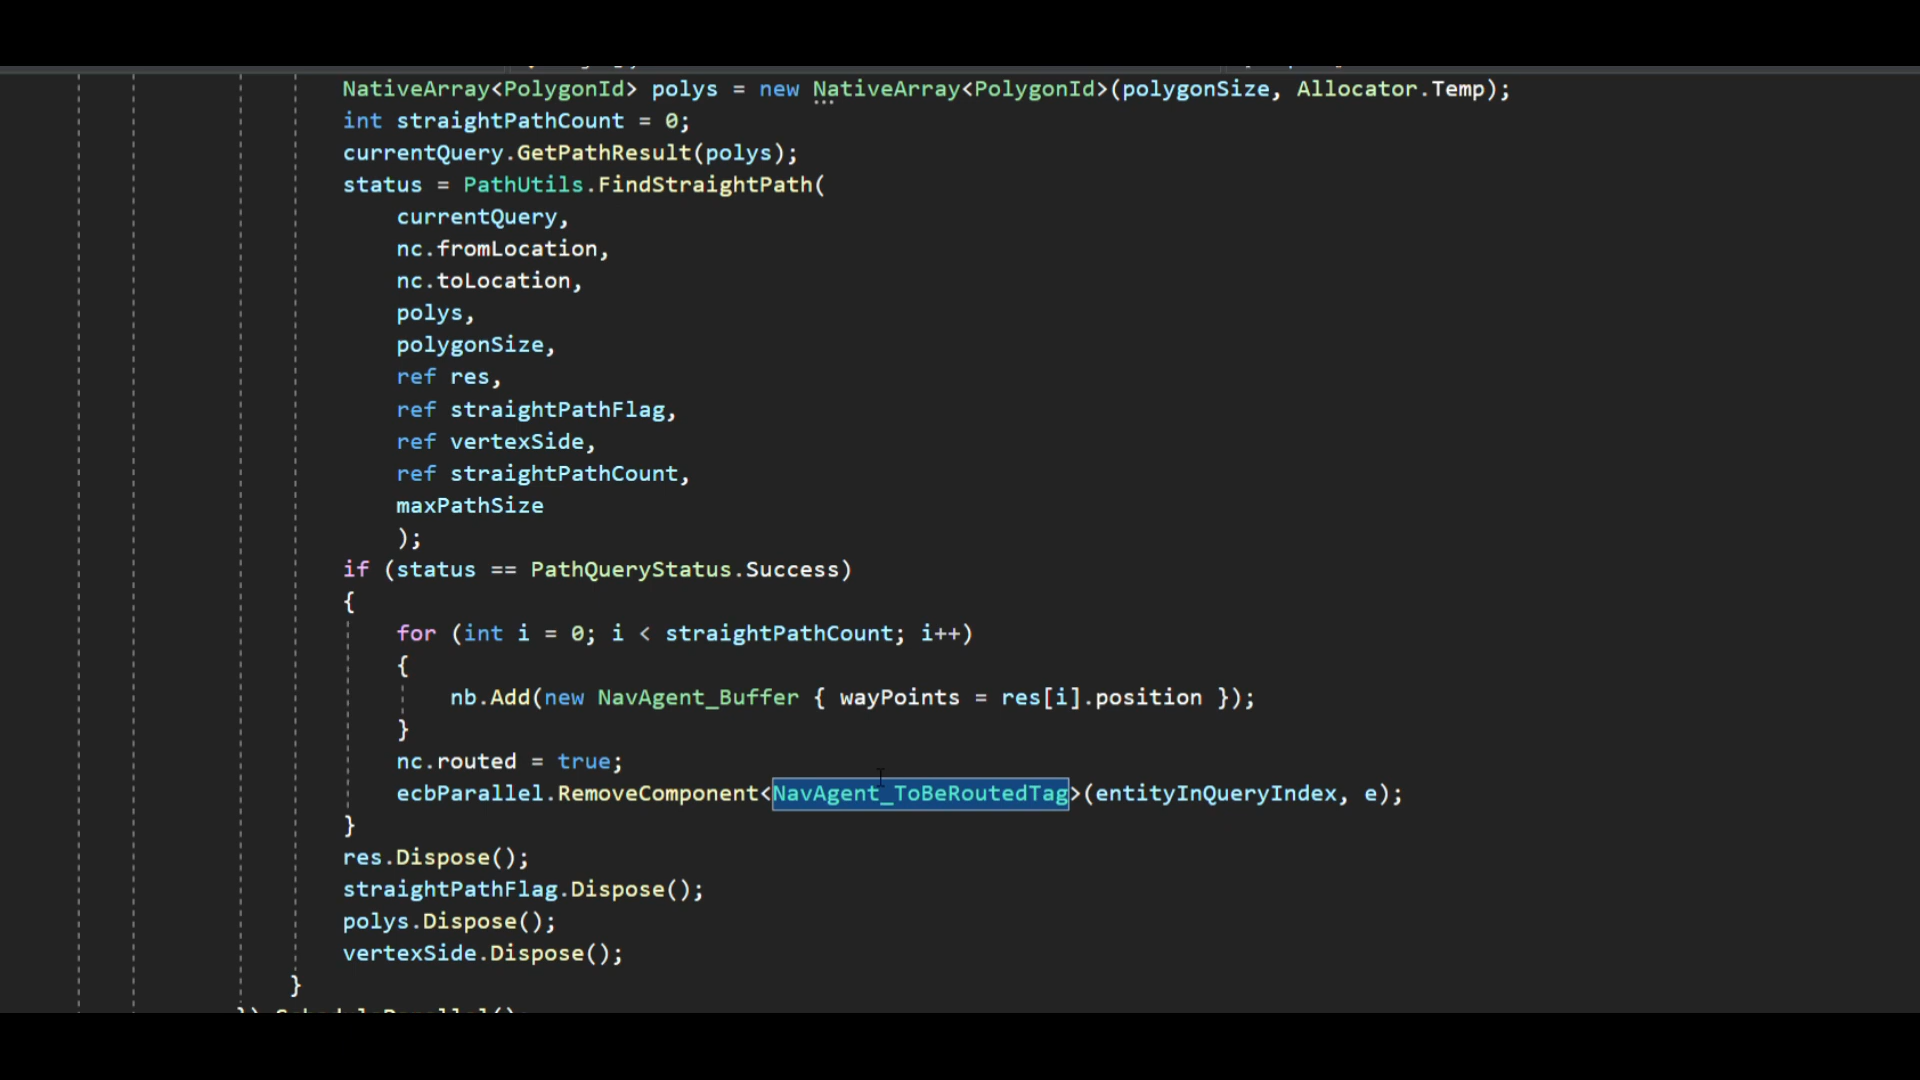 NativeArray<PolygonId> polys = new NativeArray<PolygonId>(polygonSize, Allocator.Temp);
int straightPathCount = 0;
currentQuery.GetPathResult(polys);
status = PathUtils.FindStraightPath(
currentQuery,
nc.fromLocation,
nc.toLocation,
polys,
polygonSize,
ref res,
ref straightPathFlag,
ref vertexSide,
ref straightPathCount,
maxPathSize
);
if (status == PathQueryStatus.Success)
{
for (int i = 0; i < straightPathCount; i++)
{
nb.Add(new NavAgent_Buffer { wayPoints = res[i].position });
}
nc.routed = true;
ecbParallel.RemoveComponent<NavAgent_ToBeRoutedTag>(entityInQueryIndex, e);
}
res.Dispose();
straightPathFlag.Dispose();
polys.Dispose();
vertexSide.Dispose();
}